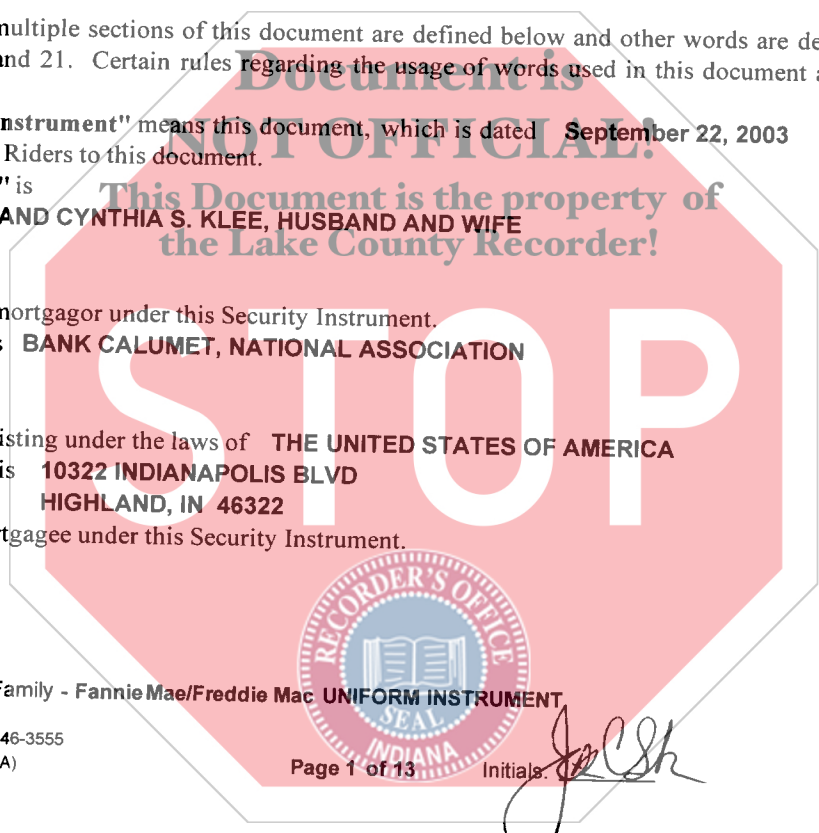 multiple sections of this document are defined below and other words are de
and 21. Certain rules regarding the usage of words used in this document a
Document is
nstrument" means this document, which is dated September 22, 2003
NOT OFFICIAL!
Riders to this document.
" is
This Document is the property of
AND CYNTHIA S. KLEE, HUSBAND AND WIFE
the Lake County Recorder!
mortgagor under this Security Instrument.
s BANK CALUMET, NATIONAL ASSOCIATION
STOP
isting under the laws of THE UNITED STATES OF AMERICA
is 10322 INDIANAPOLIS BLVD
HIGHLAND, IN 46322
rtgagee under this Security Instrument.
RECORDER'S OFFICE
Family - Fannie Mae/Freddie Mac UNIFORM INSTRUMENT
SEAL
46-3555
INDIANA
A)
Page 1 of 13 Initials: